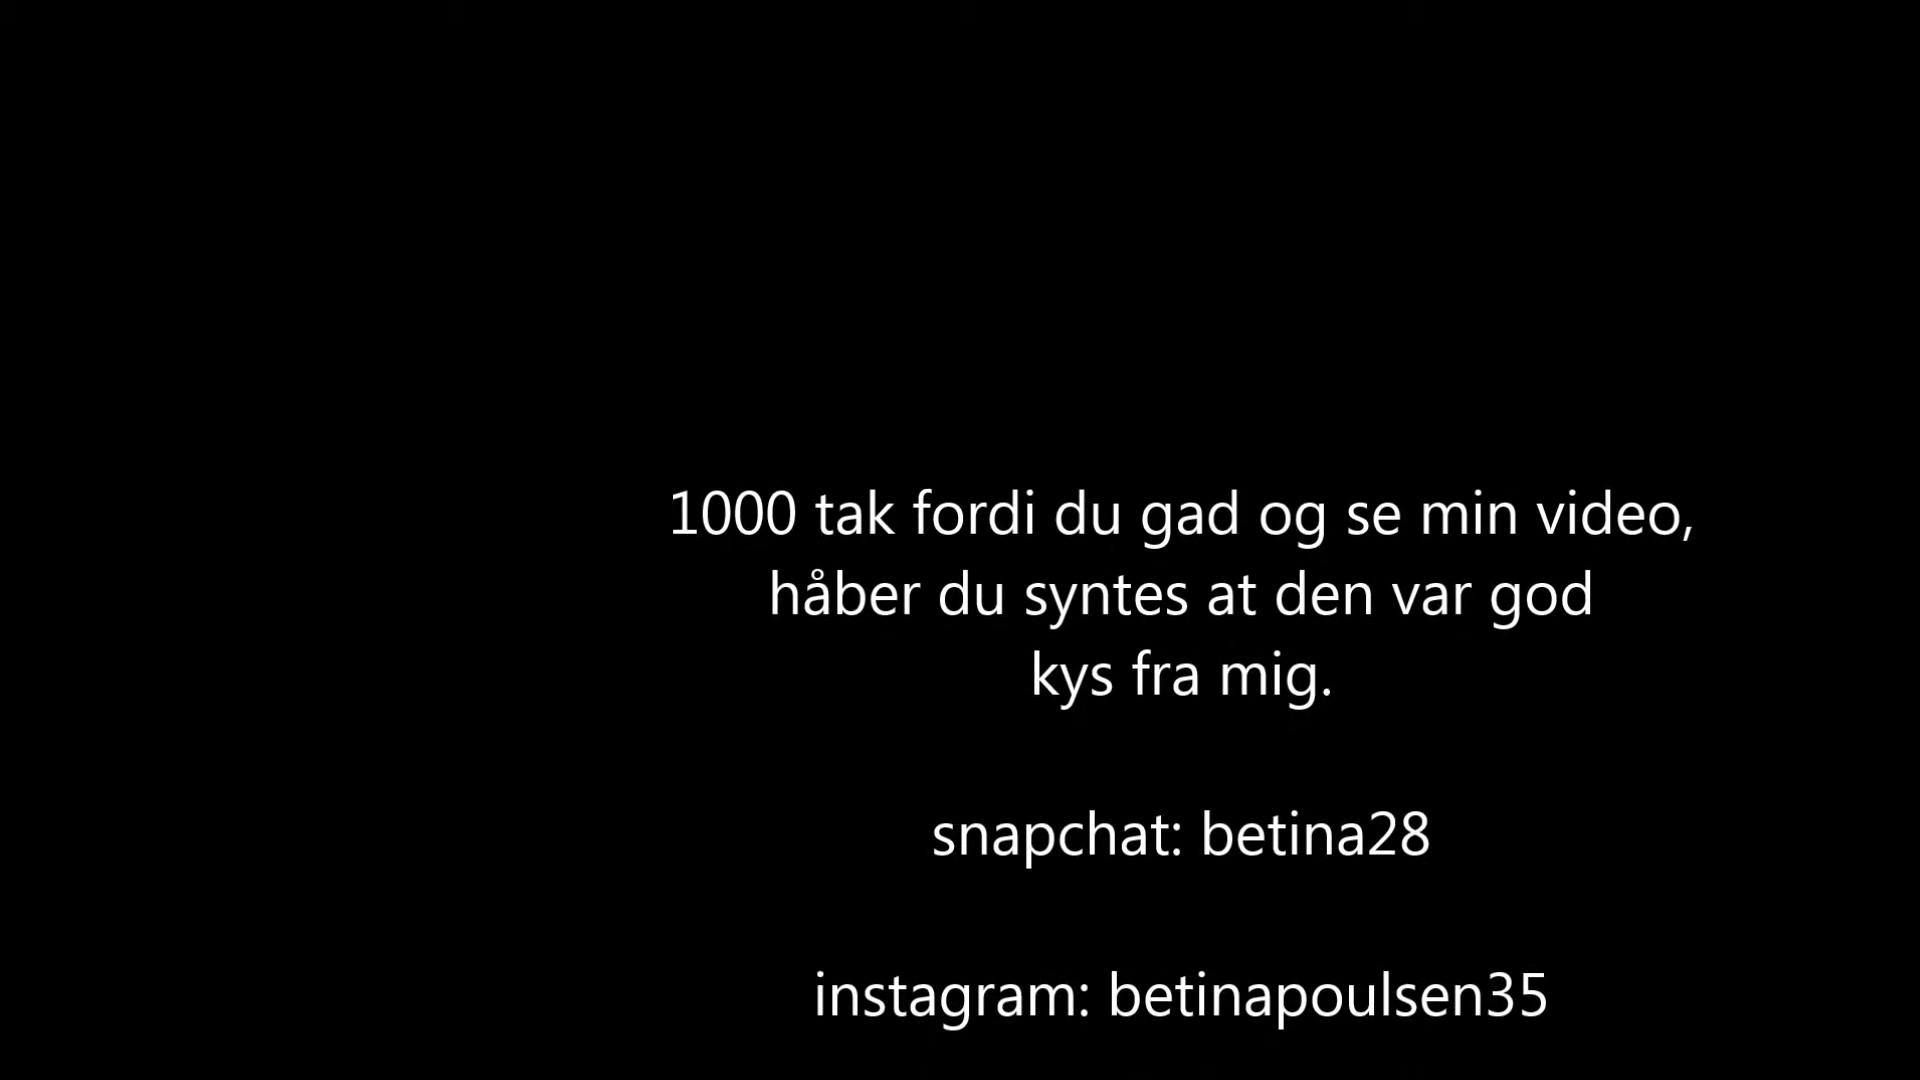 1000 tak fordi du gad og se min video,
håber du syntes at den var god
kys fra mig.
snapchat: betina28
instagram: betinapoulsen35